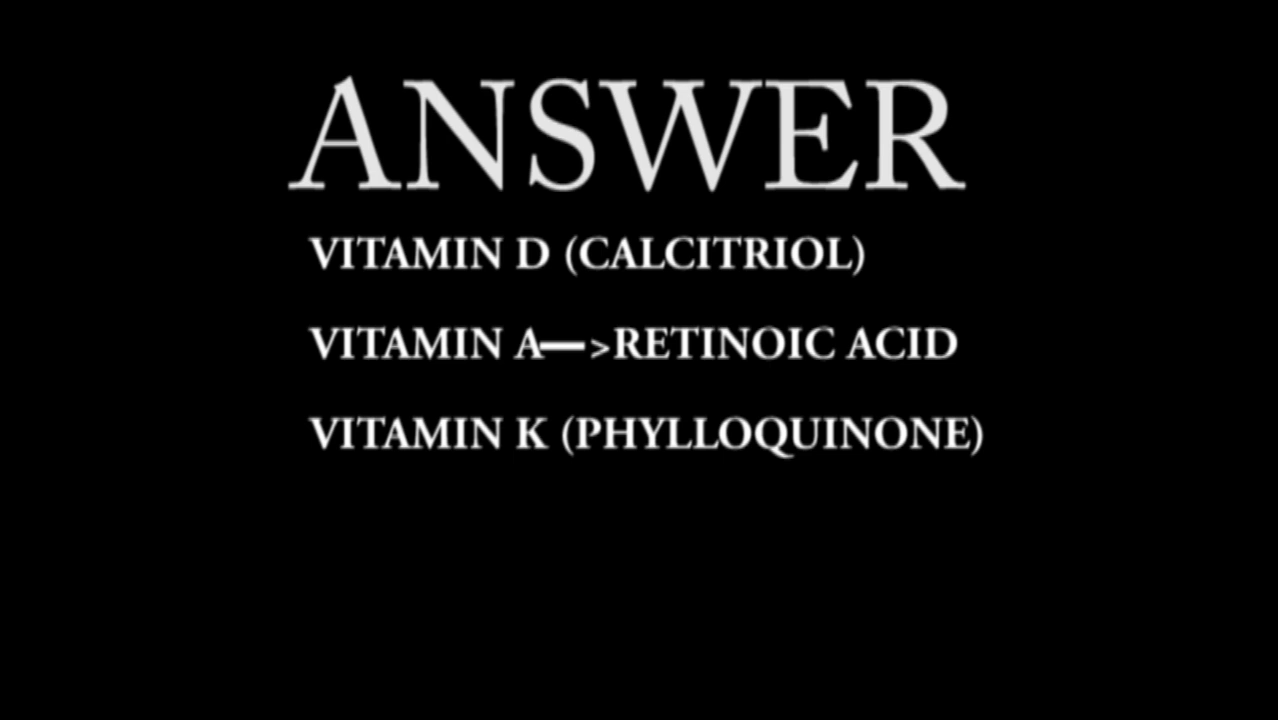 ANSWER
VITAMIN D (CALCITRIOL)
VITAMIN A—>RETINOIC ACID
VITAMIN K (PHYLLOQUINONE)